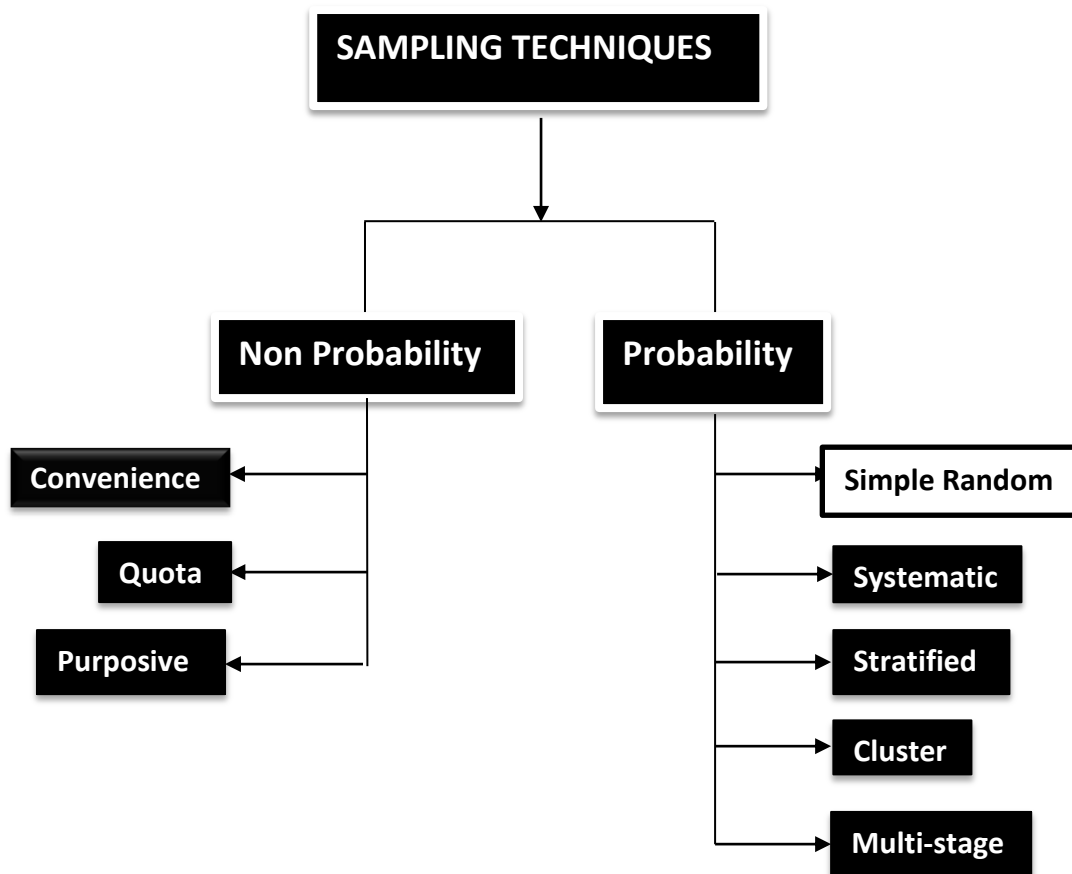 SAMPLING TECHNIQUES
Non Probability
Probability
Convenience
Quota
Purposive
Simple Random
Systematic
Stratified
Cluster
Multi-stage